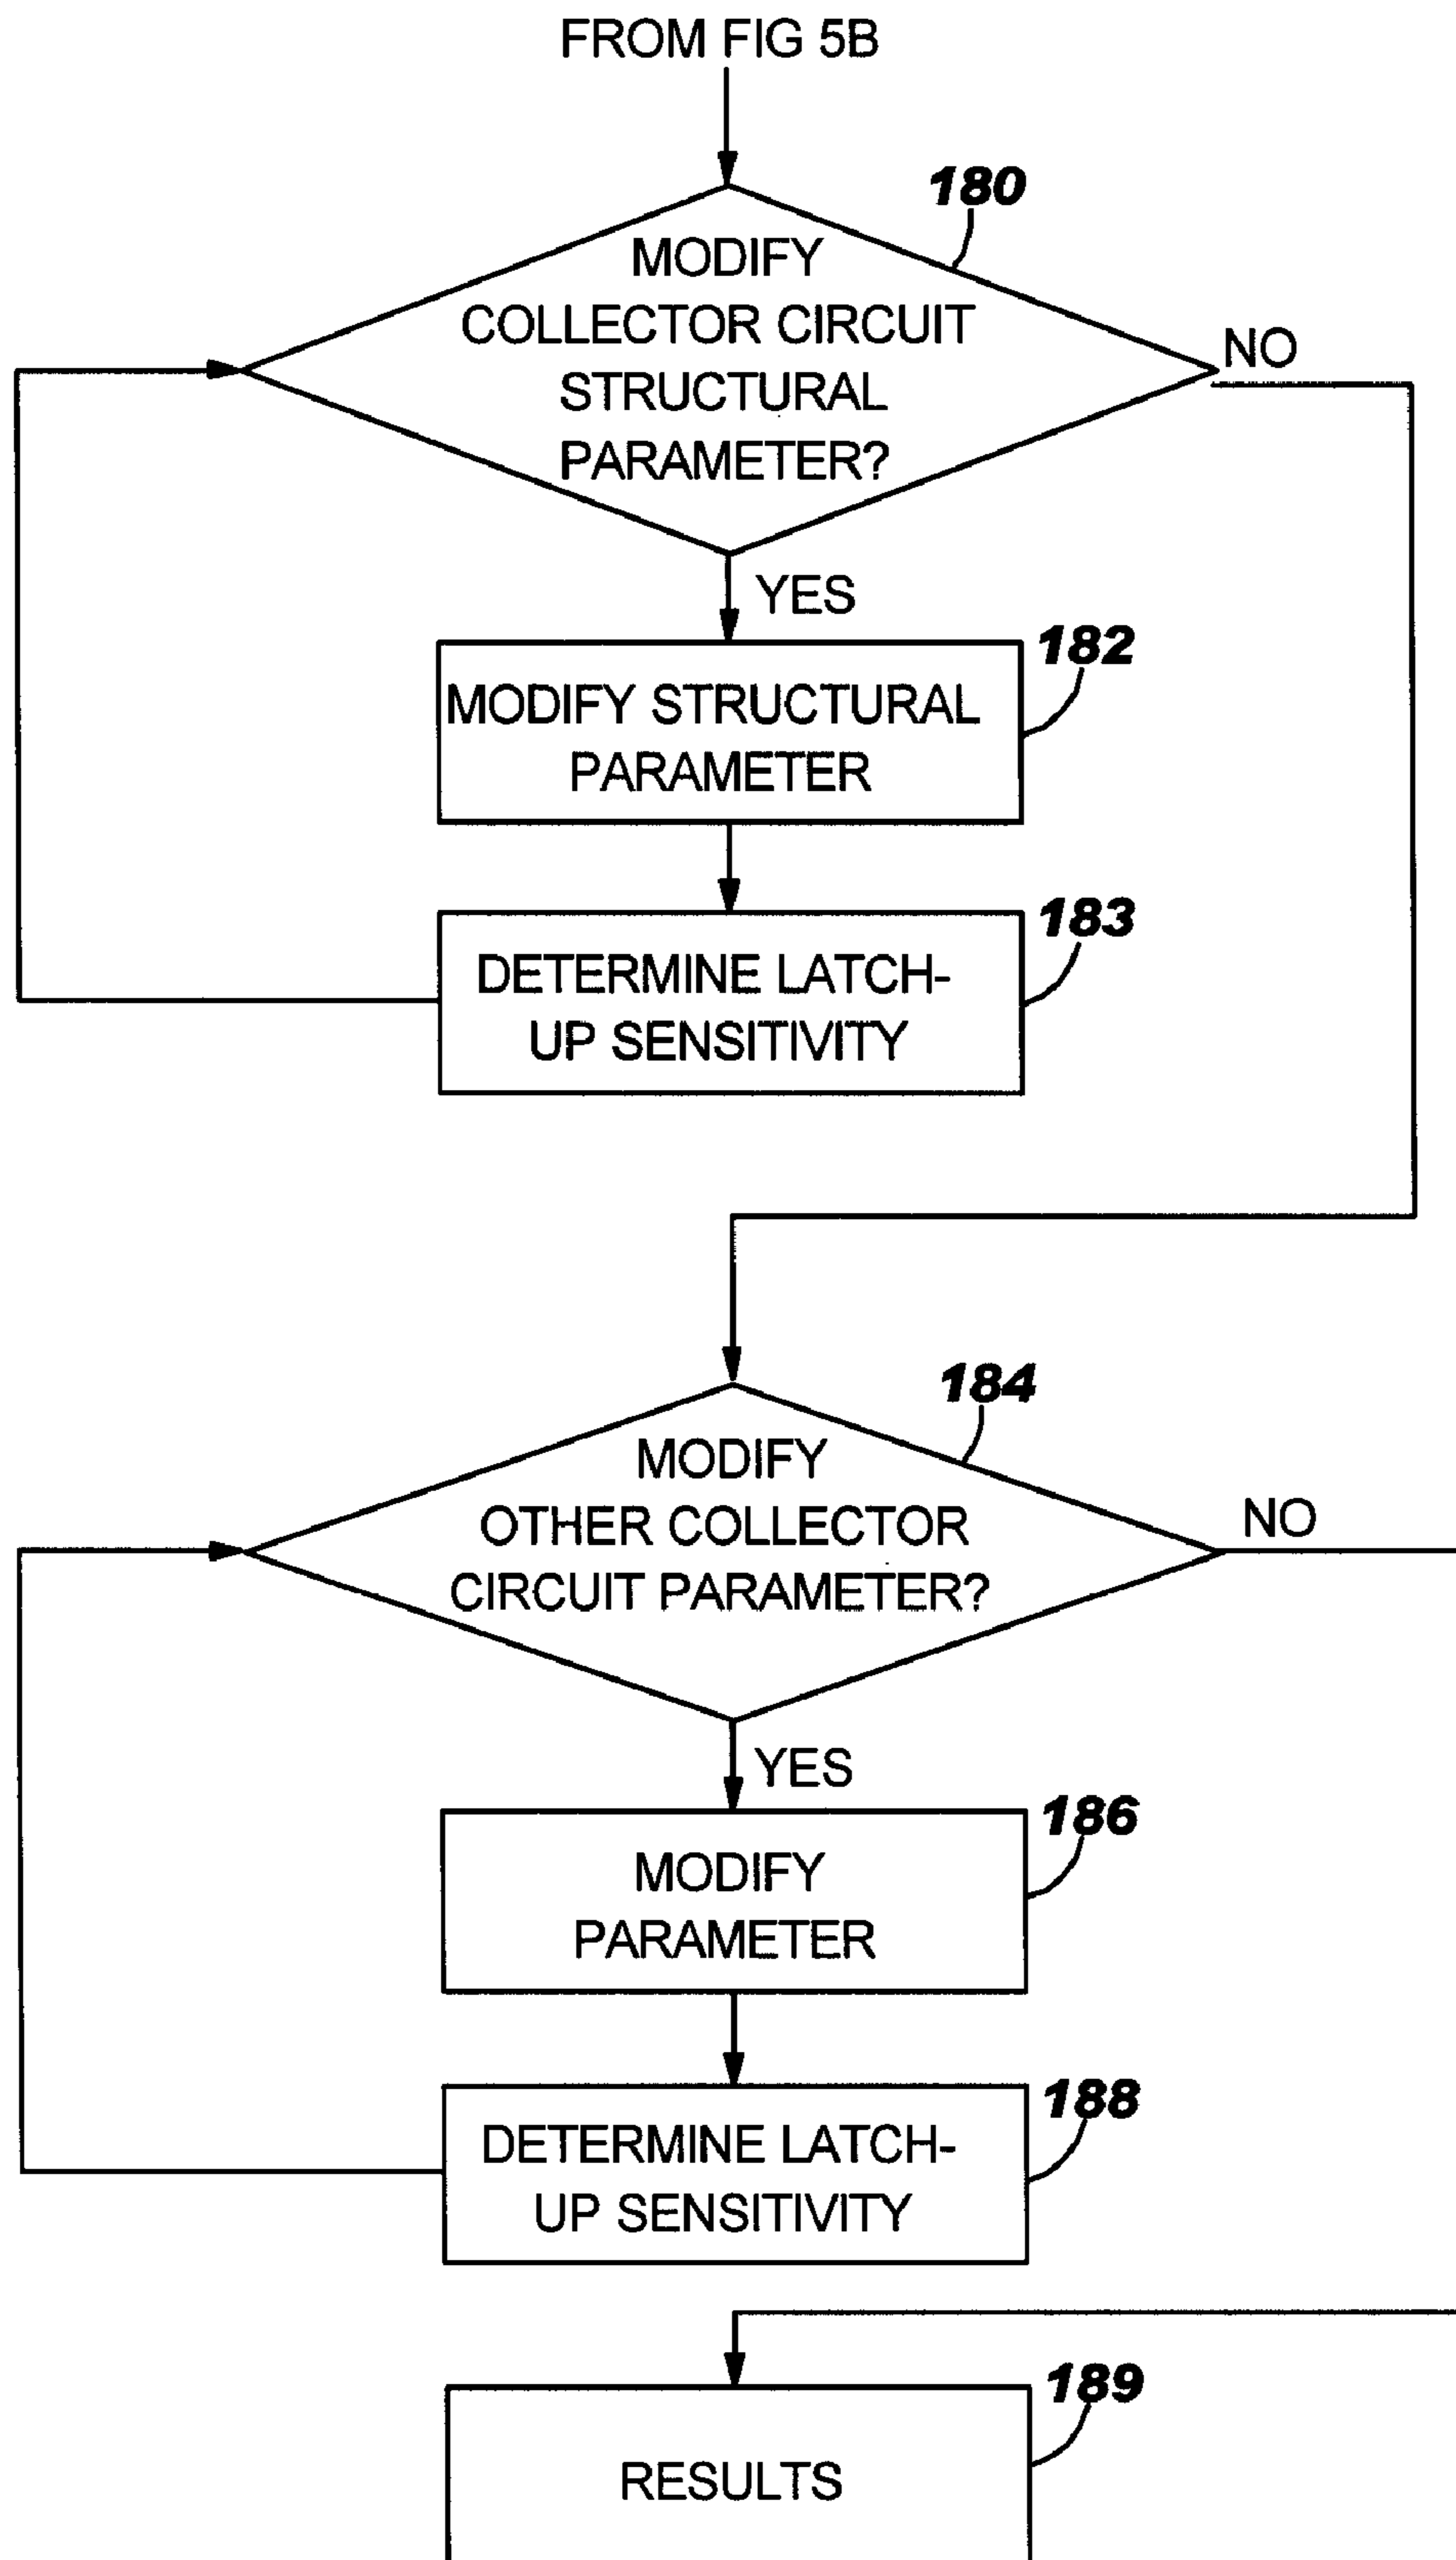 FROM FIG 5B
180
MODIFY
COLLECTOR CIRCUIT
STRUCTURAL
PARAMETER?
NO
YES
182
MODIFY STRUCTURAL
PARAMETER
183
DETERMINE LATCH-
UP SENSITIVITY
184
MODIFY
OTHER COLLECTOR
CIRCUIT PARAMETER?
NO
YES
186
MODIFY
PARAMETER
188
DETERMINE LATCH-
UP SENSITIVITY
189
RESULTS